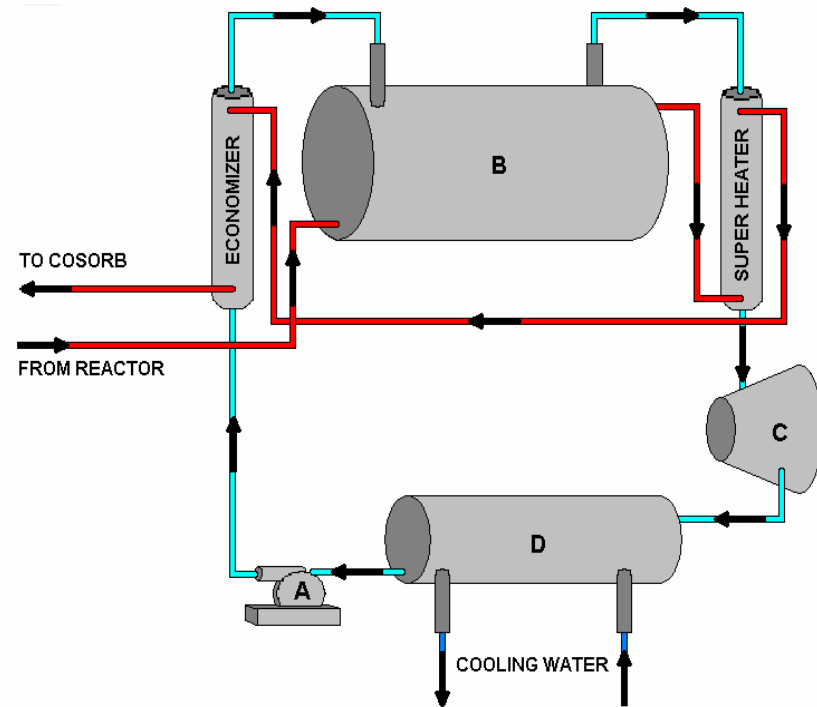 B
ECONOMIZER
SUPER HEATER
TO COSORB
FROM REACTOR
C
D
A
COOLING WATER